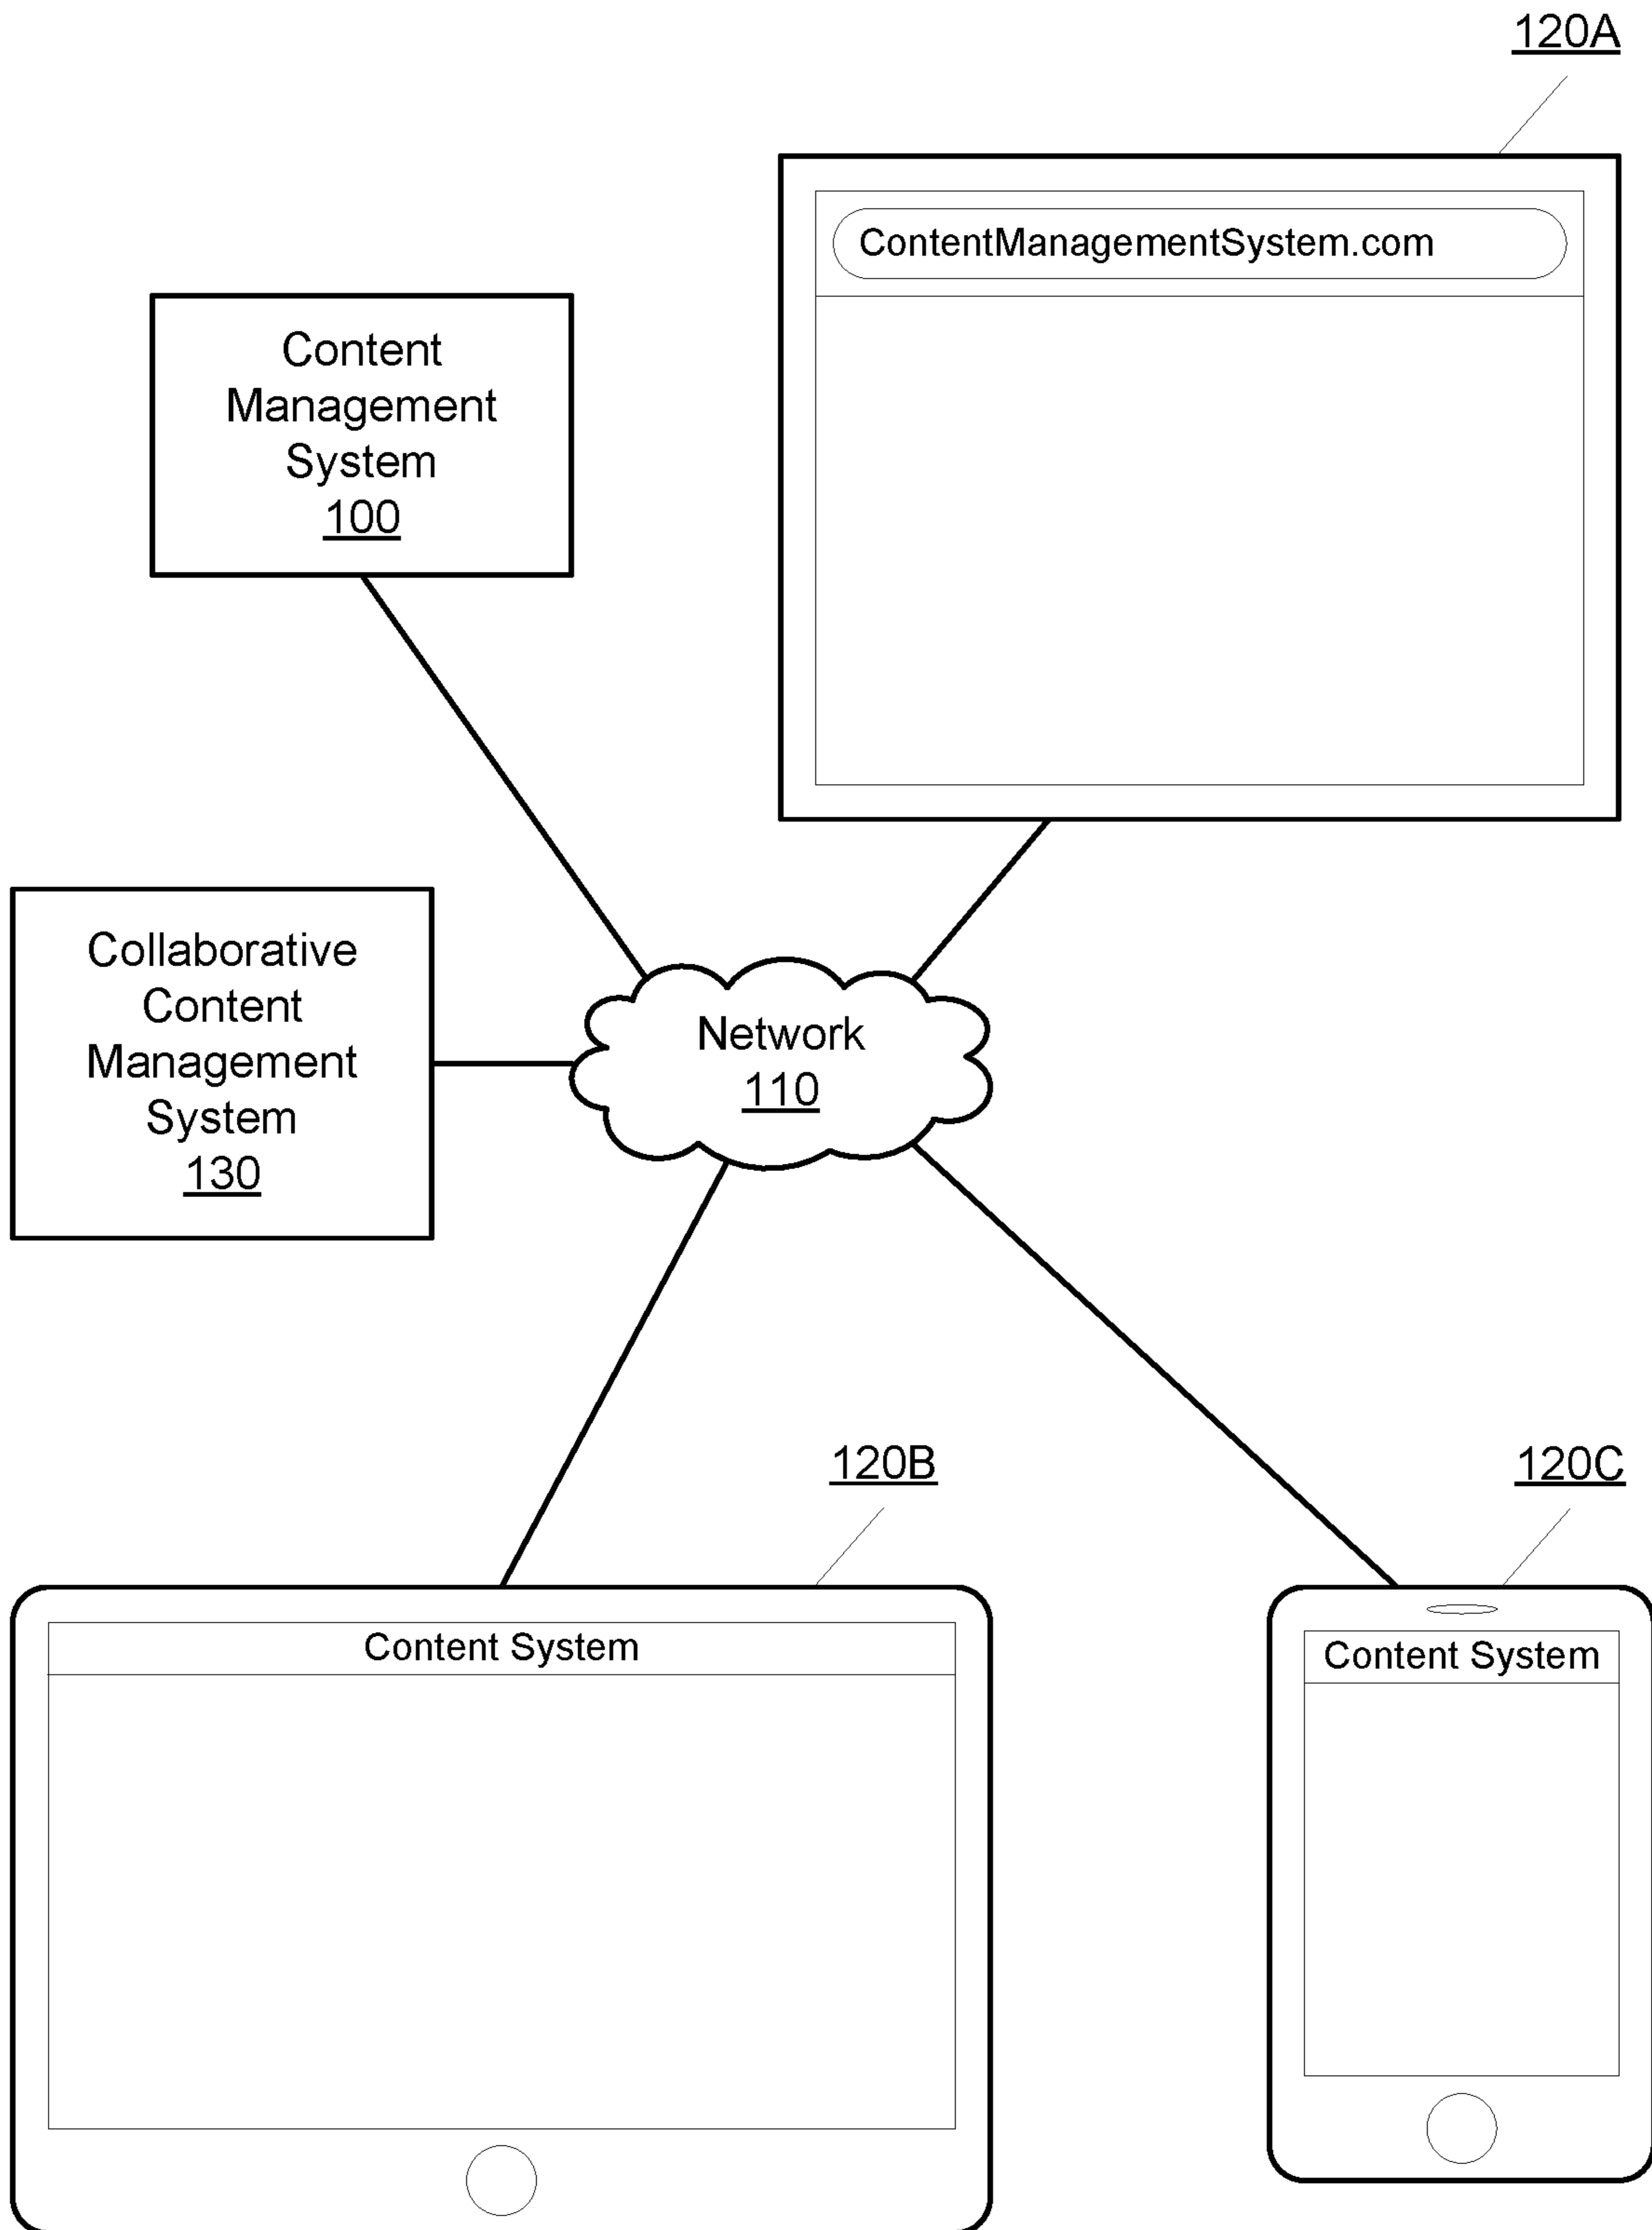 120A
ContentManagementSystem.com
Content
Management
System
100
Collaborative
Content
Management
System
130
Network
110
120B
120C
Content System
Content System